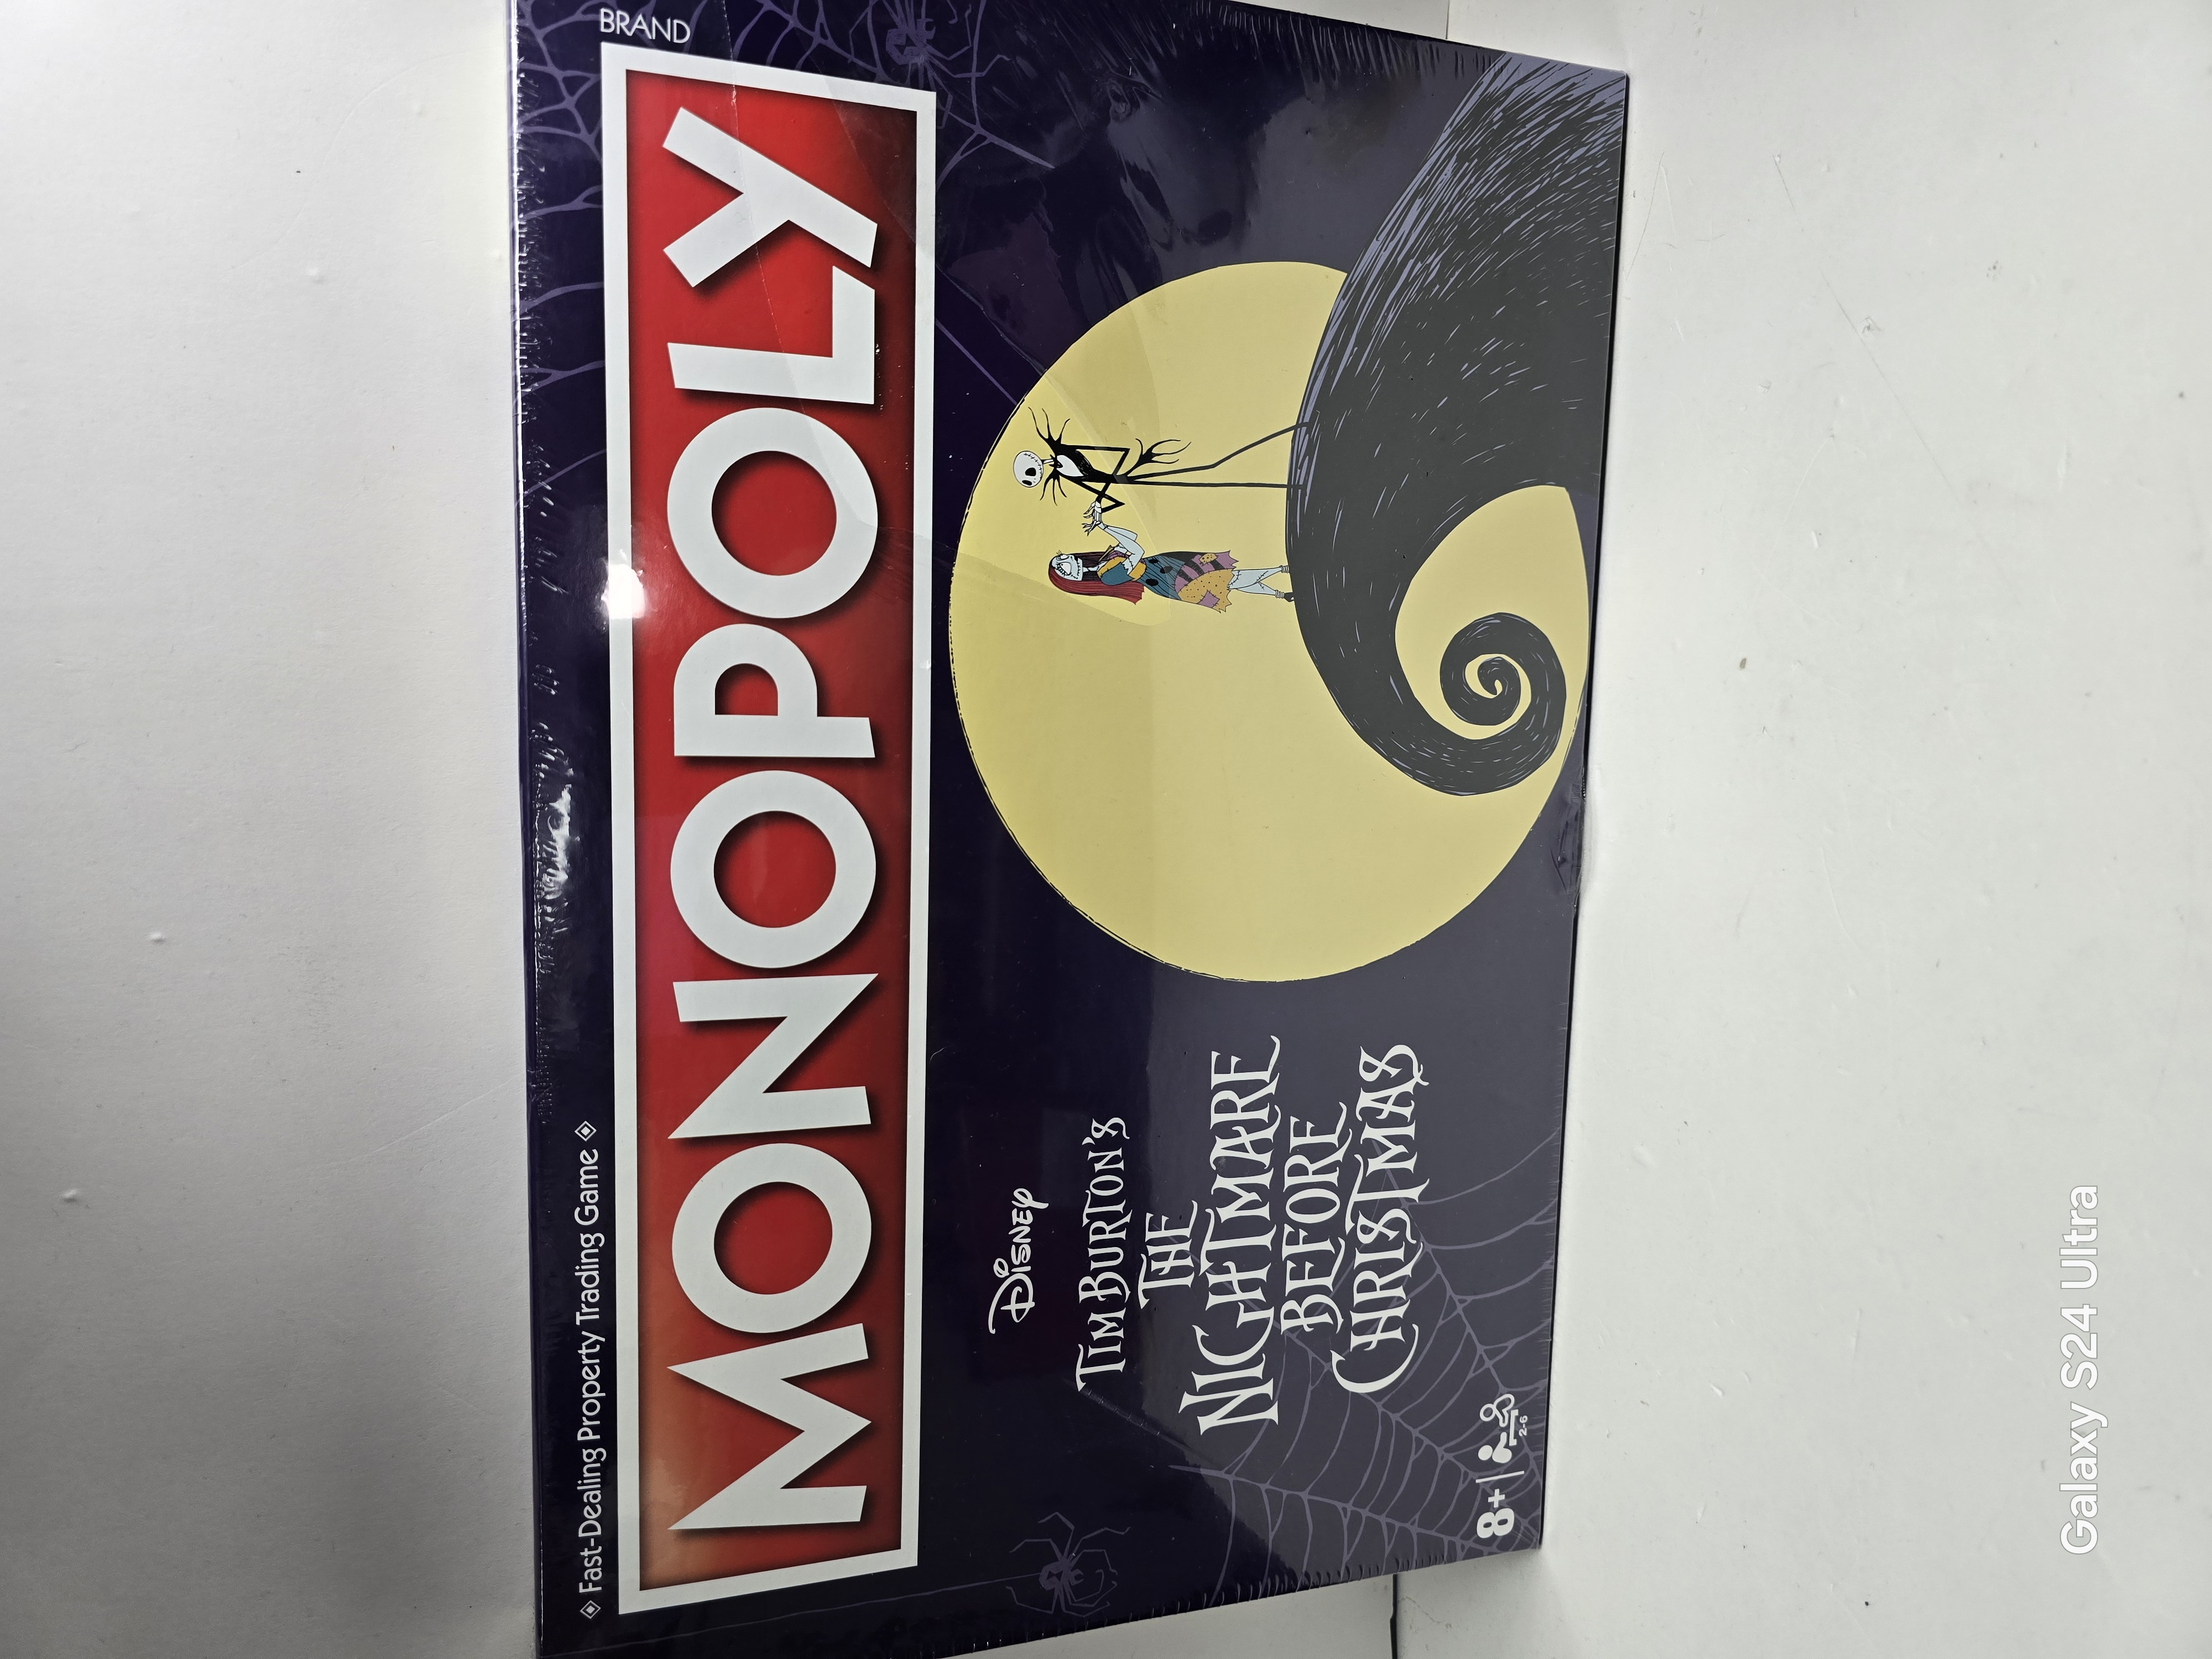 Fast-Dealing Property Trading Game
BRAND
MONOPOLY
Disney
TIM BURTON'S
THE
NIGHTMARE
BEFORE
CHRISTMAS
8+
2-6
Galaxy S24 Ultra